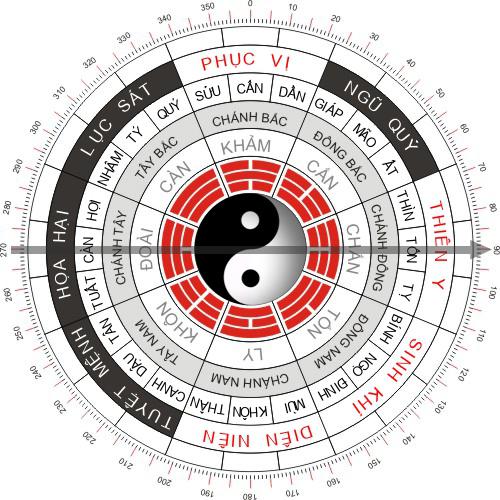 0
10
20
30
40
50
60
70
80
90
100
110
120
130
140
150
160
170
180
190
200
210
220
230
240
250
260
270
280
290
300
310
320
330
340
350
PHỤC VỊ
NGŨ QUỶ
THIÊN Y
SINH KHÍ
DIÊN NIÊN
TUYỆT MỆNH
HỌA HẠI
LỤC SÁT
SỬU
CẤN
DẦN
GIÁP
MÃO
ẤT
THÌN
TỐN
TỴ
BÍNH
NGỌ
ĐINH
MÙI
KHÔN
THÂN
CANH
DẬU
TÂN
TUẤT
CÀN
HỢI
NHÂM
TÝ
QUÝ
CHÁNH BẮC
ĐÔNG BẮC
CHÁNH ĐÔNG
ĐÔNG NAM
CHÁNH NAM
TÂY NAM
CHÁNH TÂY
TÂY BẮC
KHẢM
CẤN
CHẤN
TỐN
LY
KHÔN
ĐOÀI
CÀN